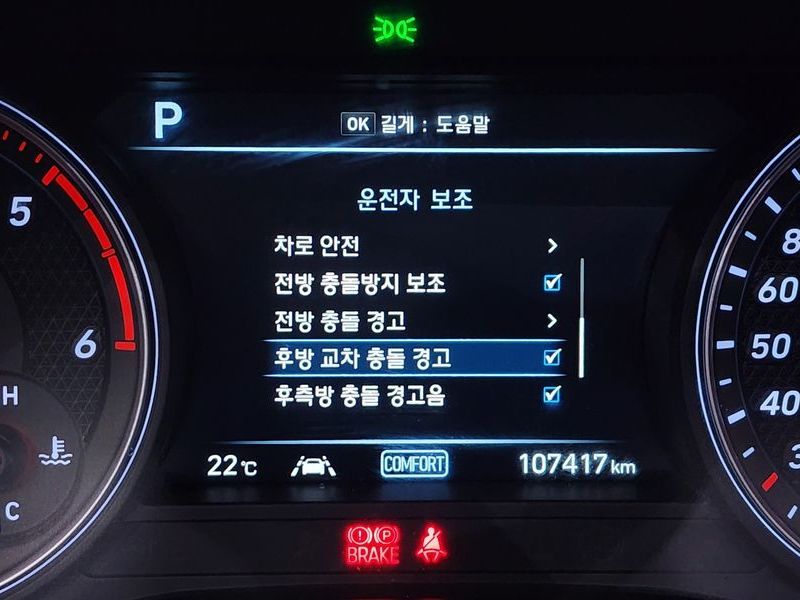 P
OK 길게 : 도움말
운전자 보조
차로 안전
전방 충돌방지 보조
전방 충돌 경고
후방 교차 충돌 경고
후측방 충돌 경고음
22℃
COMFORT
107417 km
P
BRAKE
5
6
H
C
8
60
50
40
3